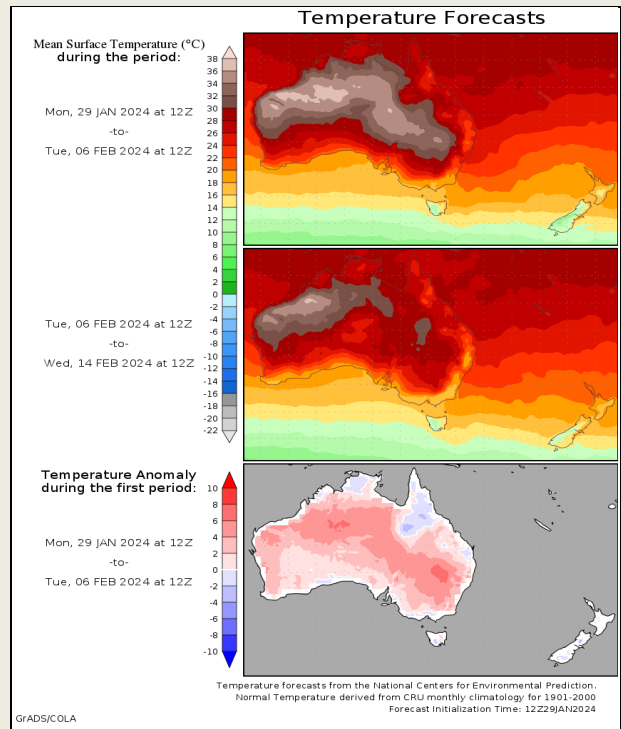 Temperature Forecasts
Mean Surface Temperature (°C)
during the period:
Mon, 29 JAN 2024 at 12Z
-to-
Tue, 06 FEB 2024 at 12Z
38
36
34
32
30
28
26
24
22
20
18
16
14
12
10
8
6
4
2
0
-2
-4
-6
-8
-10
-12
-14
-16
-18
-20
-22
Tue, 06 FEB 2024 at 12Z
-to-
Wed, 14 FEB 2024 at 12Z
Temperature Anomaly
during the first period:
Mon, 29 JAN 2024 at 12Z
-to-
Tue, 06 FEB 2024 at 12Z
10
8
6
4
2
0
-2
-4
-6
-8
-10
Temperature forecasts from the National Centers for Environmental Prediction.
Normal Temperature derived from CRU monthly climatology for 1901-2000
Forecast Initialization Time: 12Z29JAN2024
GrADS/COLA